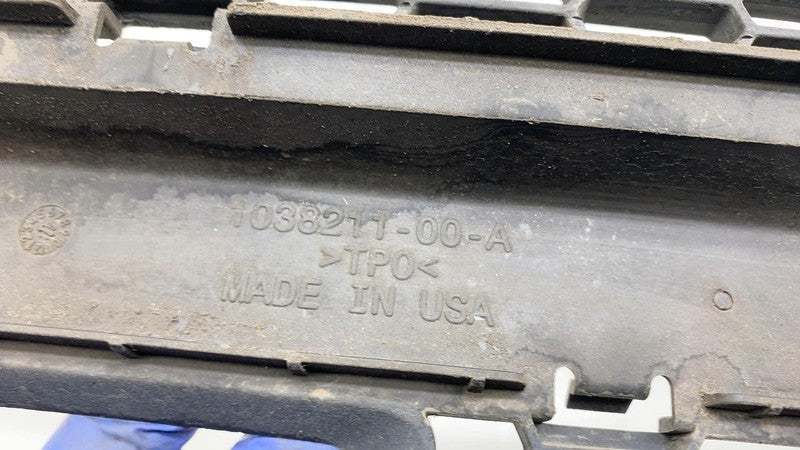 1038211-00-A
>TPO<
MADE IN USA